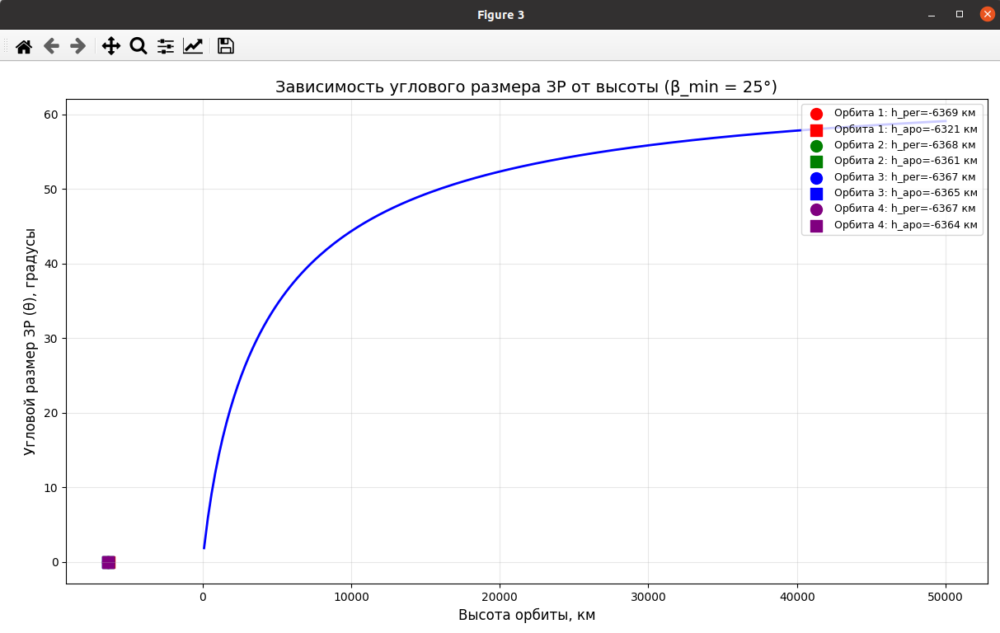 Figure 3
Зависимость углового размера ЗР от высоты (β_min = 25°)
Орбита 1: h_per=-6369 км
Орбита 1: h_apo=-6321 км
Орбита 2: h_per=-6368 км
Орбита 2: h_apo=-6361 км
Орбита 3: h_per=-6367 км
Орбита 3: h_apo=-6365 км
Орбита 4: h_per=-6367 км
Орбита 4: h_apo=-6364 км
Угловой размер ЗР (θ), градусы
60
50
40
30
20
10
0
0 10000 20000 30000 40000 50000
Высота орбиты, км